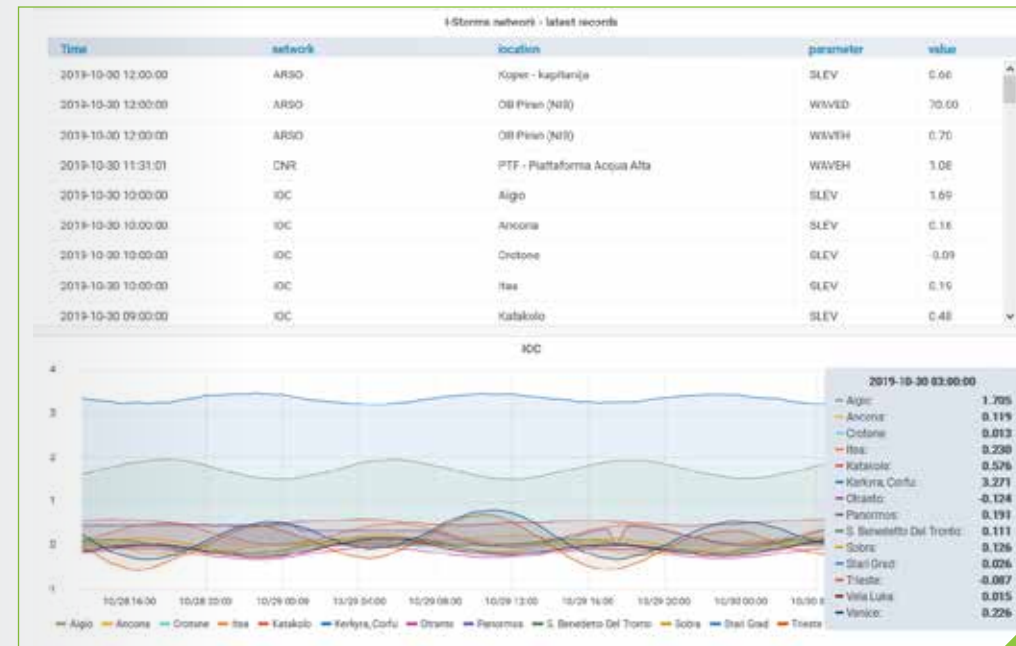 I-Storms network - latest records
Time network location parameter value
2019-10-30 12:00:00 ARSO Koper - kapitanija SLEV 0.66
2019-10-30 12:00:00 ARSO OB Piran (NIB) WAVED 70.00
2019-10-30 12:00:00 ARSO OB Piran (NIB) WAVEH 0.70
2019-10-30 11:31:01 CNR PTF - Piattaforma Acqua Alta WAVEH 1.08
2019-10-30 10:00:00 IOC Aigio SLEV 1.69
2019-10-30 10:00:00 IOC Ancona SLEV 0.16
2019-10-30 10:00:00 IOC Crotone SLEV -0.09
2019-10-30 10:00:00 IOC Itea SLEV 0.19
2019-10-30 09:00:00 IOC Katakolo SLEV 0.48
IOC
4
3
2
1
0
-1
10/28 16:00 10/28 20:00 10/29 00:00 10/29 04:00 10/29 08:00 10/29 12:00 10/29 16:00 10/29 20:00 10/30 00:00 10/30
Aigio Ancona Crotone Itea Katakolo Kerkyra, Corfu Otranto Panormos S. Benedetto Del Tronto Sobra Stari Grad Trieste
2019-10-30 03:00:00
Aigio: 1.705
Ancona: 0.119
Crotone: 0.013
Itea: 0.230
Katakolo: 0.576
Kerkyra, Corfu: 3.271
Otranto: -0.124
Panormos: 0.191
S. Benedetto Del Tronto: 0.111
Sobra: 0.126
Stari Grad: 0.026
Trieste: -0.087
Vela Luka: 0.015
Venice: 0.226